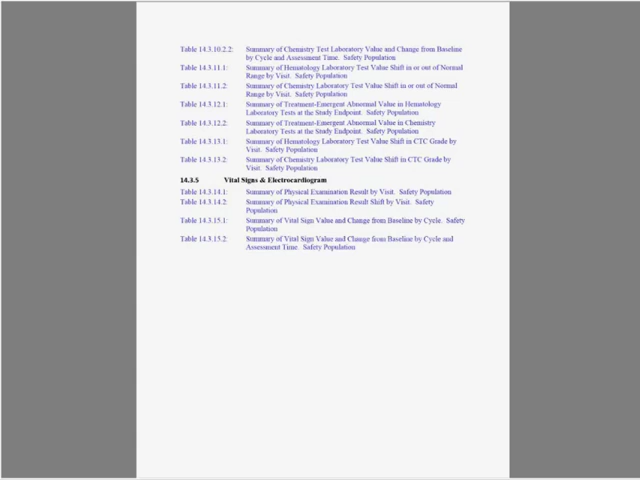 Table 14.3.10.2.2: Summary of Chemistry Test Laboratory Value and Change from Baseline
by Cycle and Assessment Time. Safety Population
Table 14.3.11.1: Summary of Hematology Laboratory Test Value Shift in or out of Normal
Range by Visit. Safety Population
Table 14.3.11.2: Summary of Chemistry Laboratory Test Value Shift in or out of Normal
Range by Visit. Safety Population
Table 14.3.12.1: Summary of Treatment-Emergent Abnormal Value in Hematology
Laboratory Tests at the Study Endpoint. Safety Population
Table 14.3.12.2: Summary of Treatment-Emergent Abnormal Value in Chemistry
Laboratory Tests at the Study Endpoint. Safety Population
Table 14.3.13.1: Summary of Hematology Laboratory Test Value Shift in CTC Grade by
Visit. Safety Population
Table 14.3.13.2: Summary of Chemistry Laboratory Test Value Shift in CTC Grade by
Visit. Safety Population
14.3.5 Vital Signs & Electrocardiogram
Table 14.3.14.1: Summary of Physical Examination Result by Visit. Safety Population
Table 14.3.14.2: Summary of Physical Examination Result Shift by Visit. Safety
Population
Table 14.3.15.1: Summary of Vital Sign Value and Change from Baseline by Cycle. Safety
Population
Table 14.3.15.2: Summary of Vital Sign Value and Change from Baseline by Cycle and
Assessment Time. Safety Population